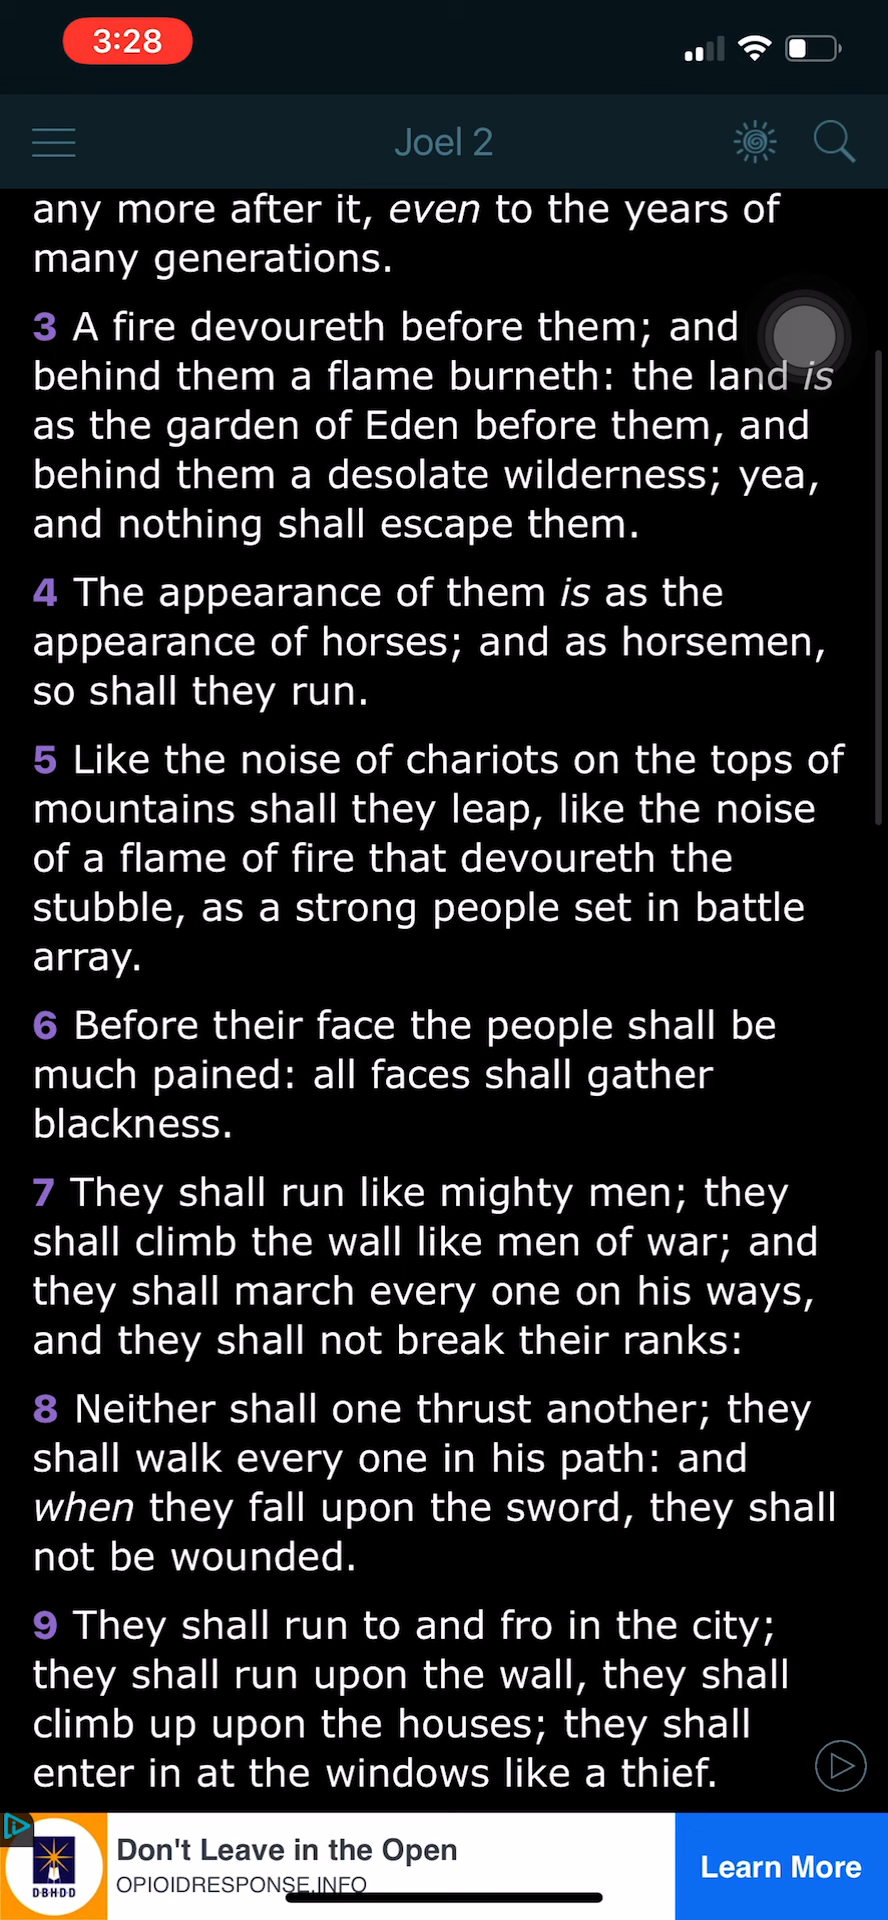 3:28
Joel 2
any more after it, even to the years of
many generations.
3 A fire devoureth before them; and
behind them a flame burneth: the land is
as the garden of Eden before them, and
behind them a desolate wilderness; yea,
and nothing shall escape them.
4 The appearance of them is as the
appearance of horses; and as horsemen,
so shall they run.
5 Like the noise of chariots on the tops of
mountains shall they leap, like the noise
of a flame of fire that devoureth the
stubble, as a strong people set in battle
array.
6 Before their face the people shall be
much pained: all faces shall gather
blackness.
7 They shall run like mighty men; they
shall climb the wall like men of war; and
they shall march every one on his ways,
and they shall not break their ranks:
8 Neither shall one thrust another; they
shall walk every one in his path: and
when they fall upon the sword, they shall
not be wounded.
9 They shall run to and fro in the city;
they shall run upon the wall, they shall
climb up upon the houses; they shall
enter in at the windows like a thief.
D·B·H·D·D
Don't Leave in the Open
OPIOIDRESPONSE.INFO
Learn More